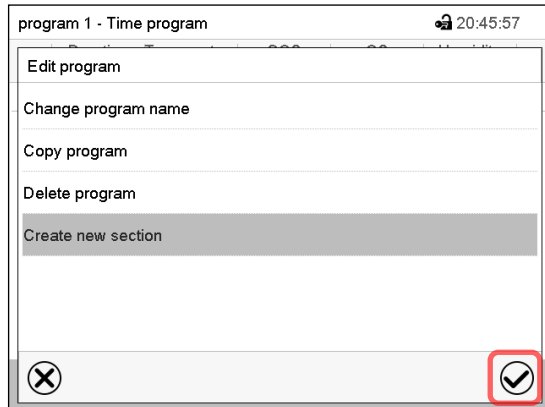 program 1 - Time program 20:45:57
Edit program
Change program name
Copy program
Delete program
Create new section